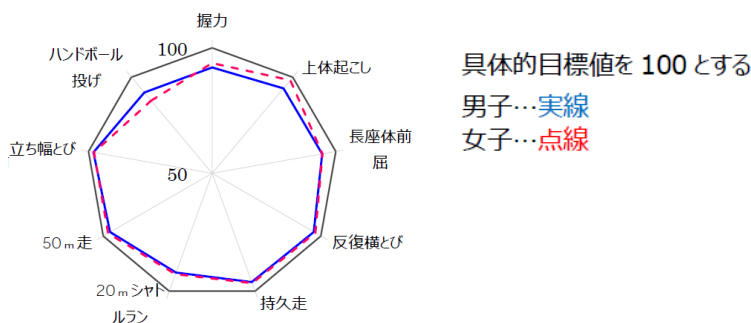 握力
100
ハンドボール
投げ
上体起こし
長座体前
屈
立ち幅とび
50
50m走
反復横とび
20mシャト
ルラン
持久走
具体的目標値を 100 とする
男子…実線
女子…点線